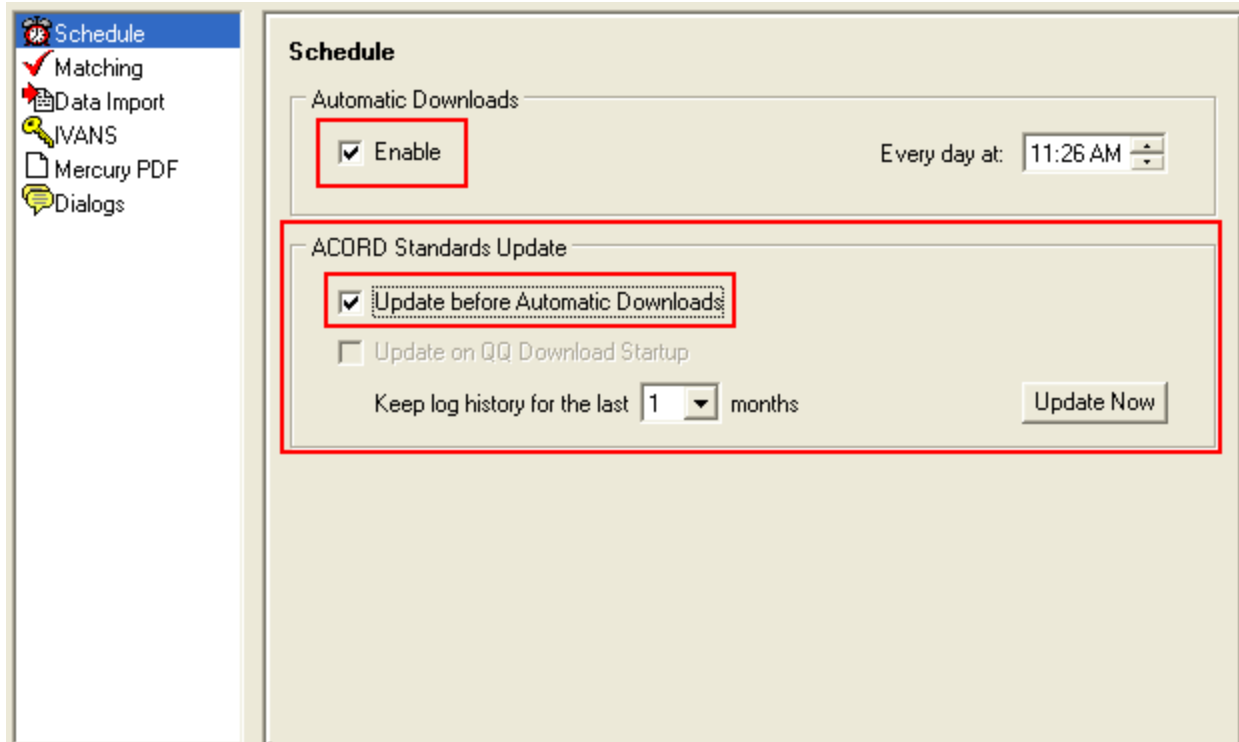 Schedule
Matching
Data Import
IVANS
Mercury PDF
Dialogs
Schedule
Automatic Downloads
Enable
Every day at: 11:26 AM
ACORD Standards Update
Update before Automatic Downloads
Update on QQ Download Startup
Keep log history for the last 1 months
Update Now